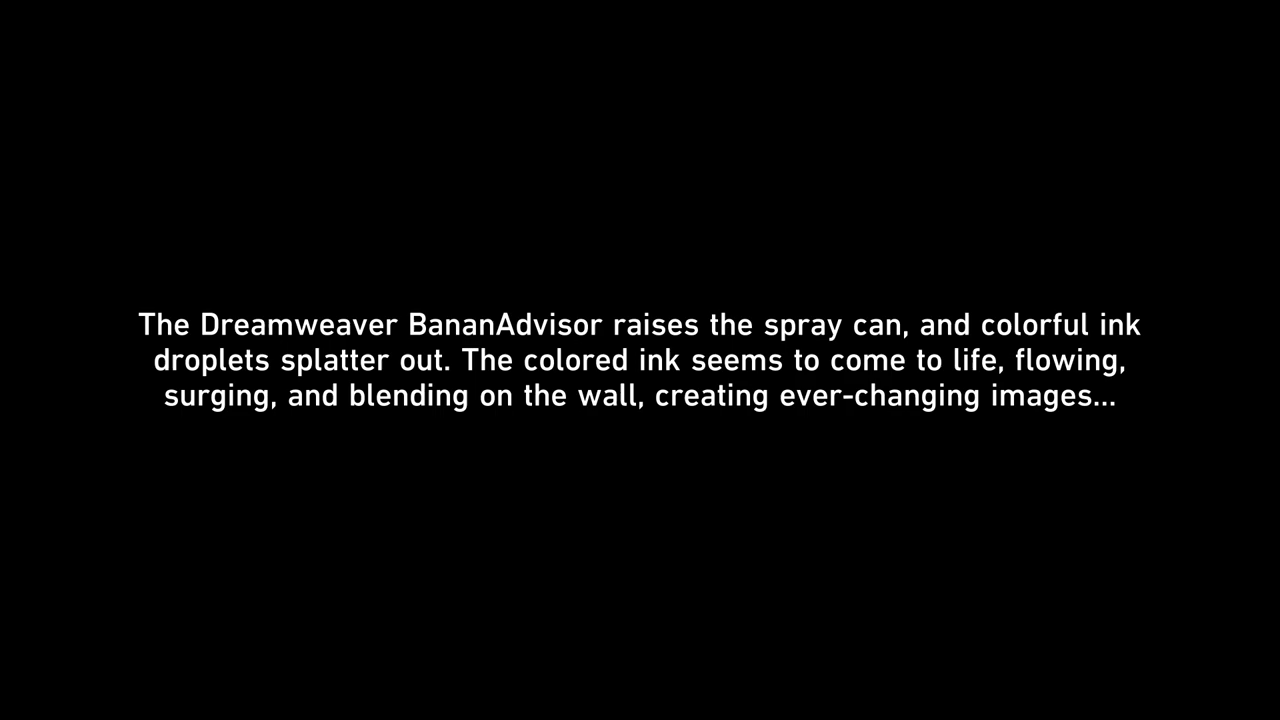 The Dreamweaver BananAdvisor raises the spray can, and colorful ink
droplets splatter out. The colored ink seems to come to life, flowing,
surging, and blending on the wall, creating ever-changing images...